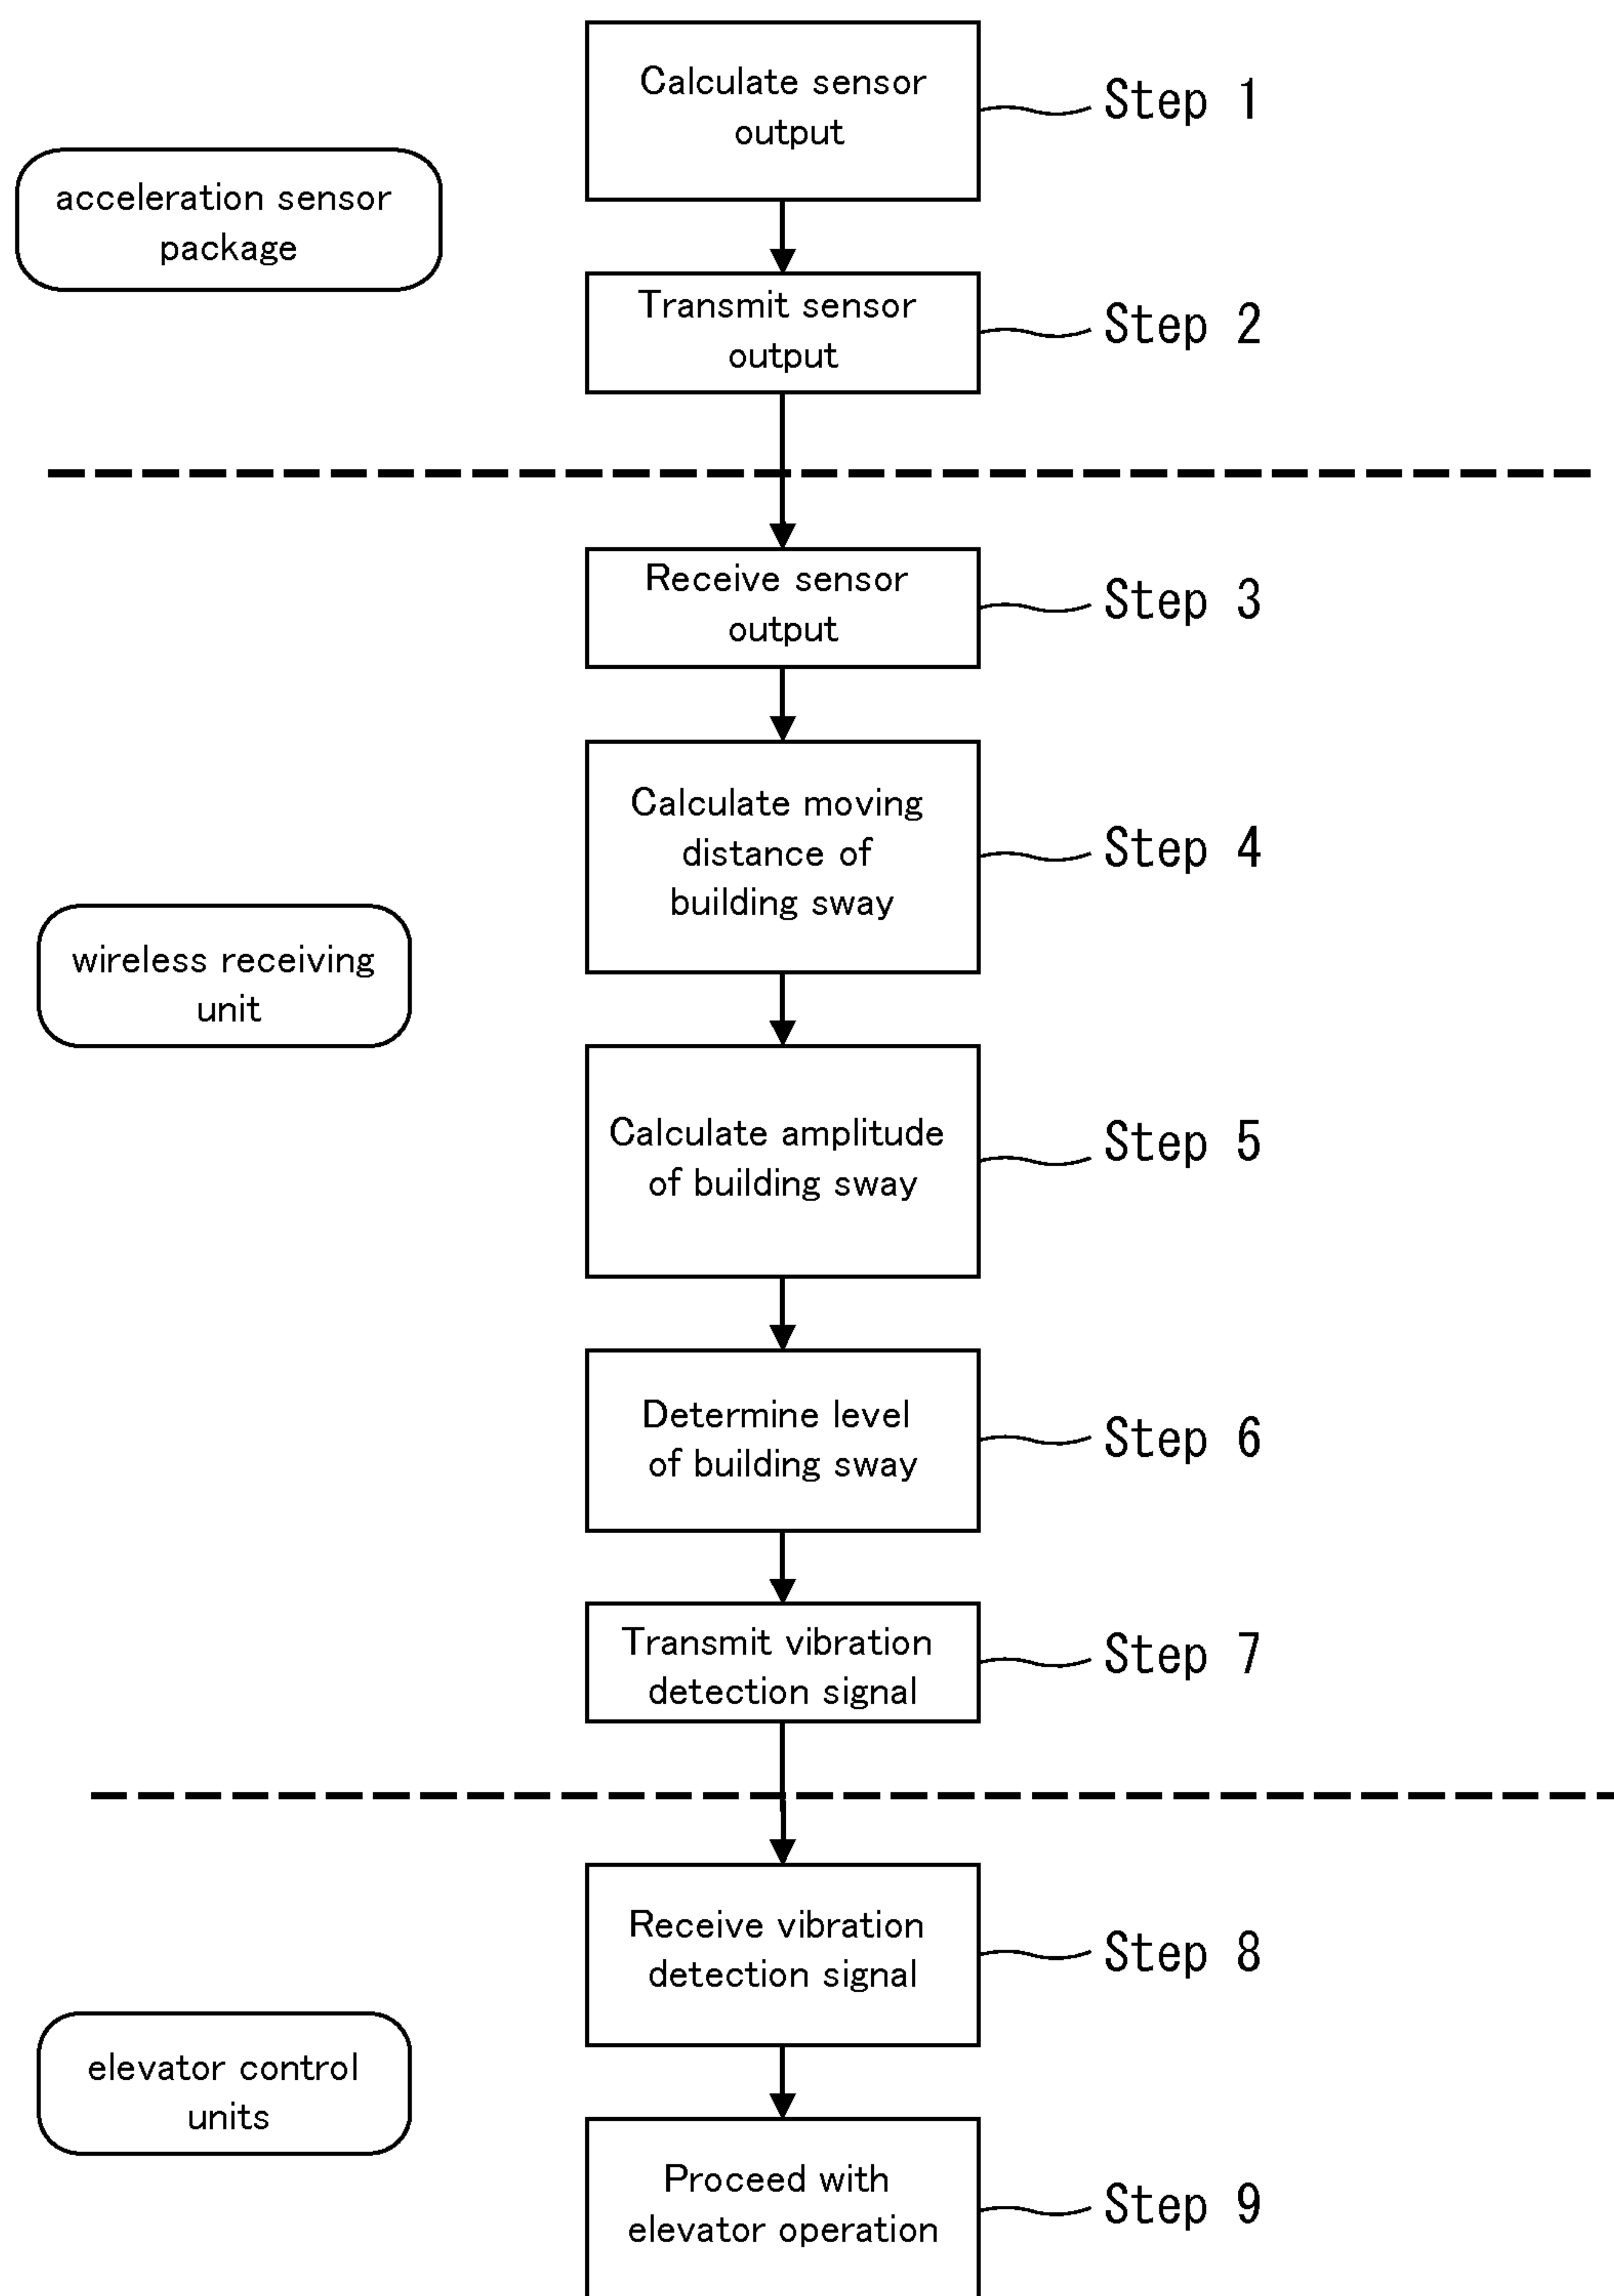 Calculate sensor
output
Step 1
acceleration sensor
package
Transmit sensor
output
Step 2
Receive sensor
output
Step 3
Calculate moving
distance of
building sway
Step 4
wireless receiving
unit
Calculate amplitude
of building sway
Step 5
Determine level
of building sway
Step 6
Transmit vibration
detection signal
Step 7
Receive vibration
detection signal
Step 8
elevator control
units
Proceed with
elevator operation
Step 9